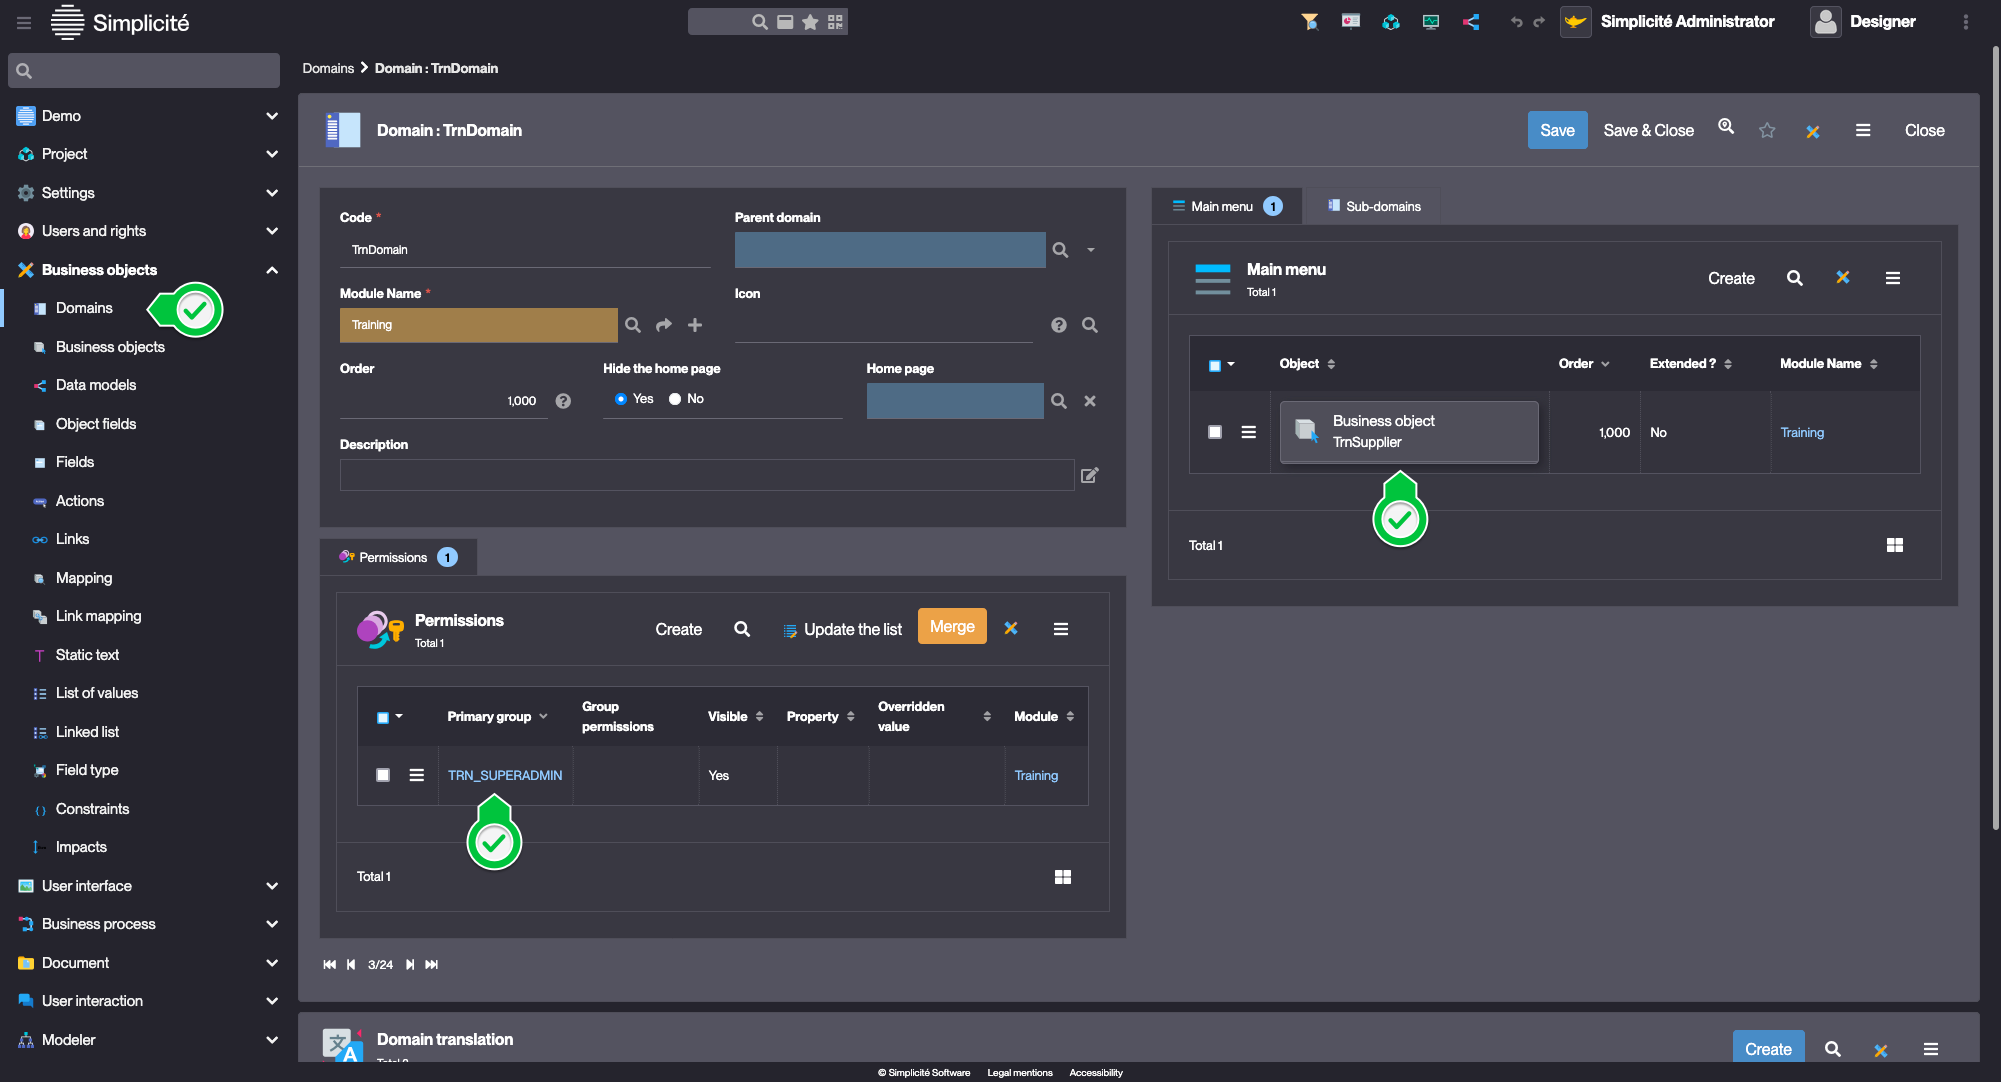 Simplicité
Simplicité Administrator
Designer
Domains
Domain : TrnDomain
Demo
Project
Settings
Users and rights
Business objects
Domains
Business objects
Data models
Object fields
Fields
Actions
Links
Mapping
Link mapping
Static text
List of values
Linked list
Field type
Constraints
Impacts
User interface
Business process
Document
User interaction
Modeler
Domain : TrnDomain
Save
Save & Close
Close
Code *
TrnDomain
Parent domain
Module Name *
Training
Icon
Order
1,000
Hide the home page
Yes No
Home page
Description
Permissions 1
Permissions
Total 1
Create
Update the list
Merge
Primary group
Group
permissions
Visible
Property
Overridden
value
Module
TRN_SUPERADMIN
Yes
Training
Total 1
3/24
Main menu 1
Sub-domains
Main menu
Total 1
Create
Object
Order
Extended ?
Module Name
Business object
TrnSupplier
1,000
No
Training
Total 1
Domain translation
Create
© Simplicité Software
Legal mentions
Accessibility